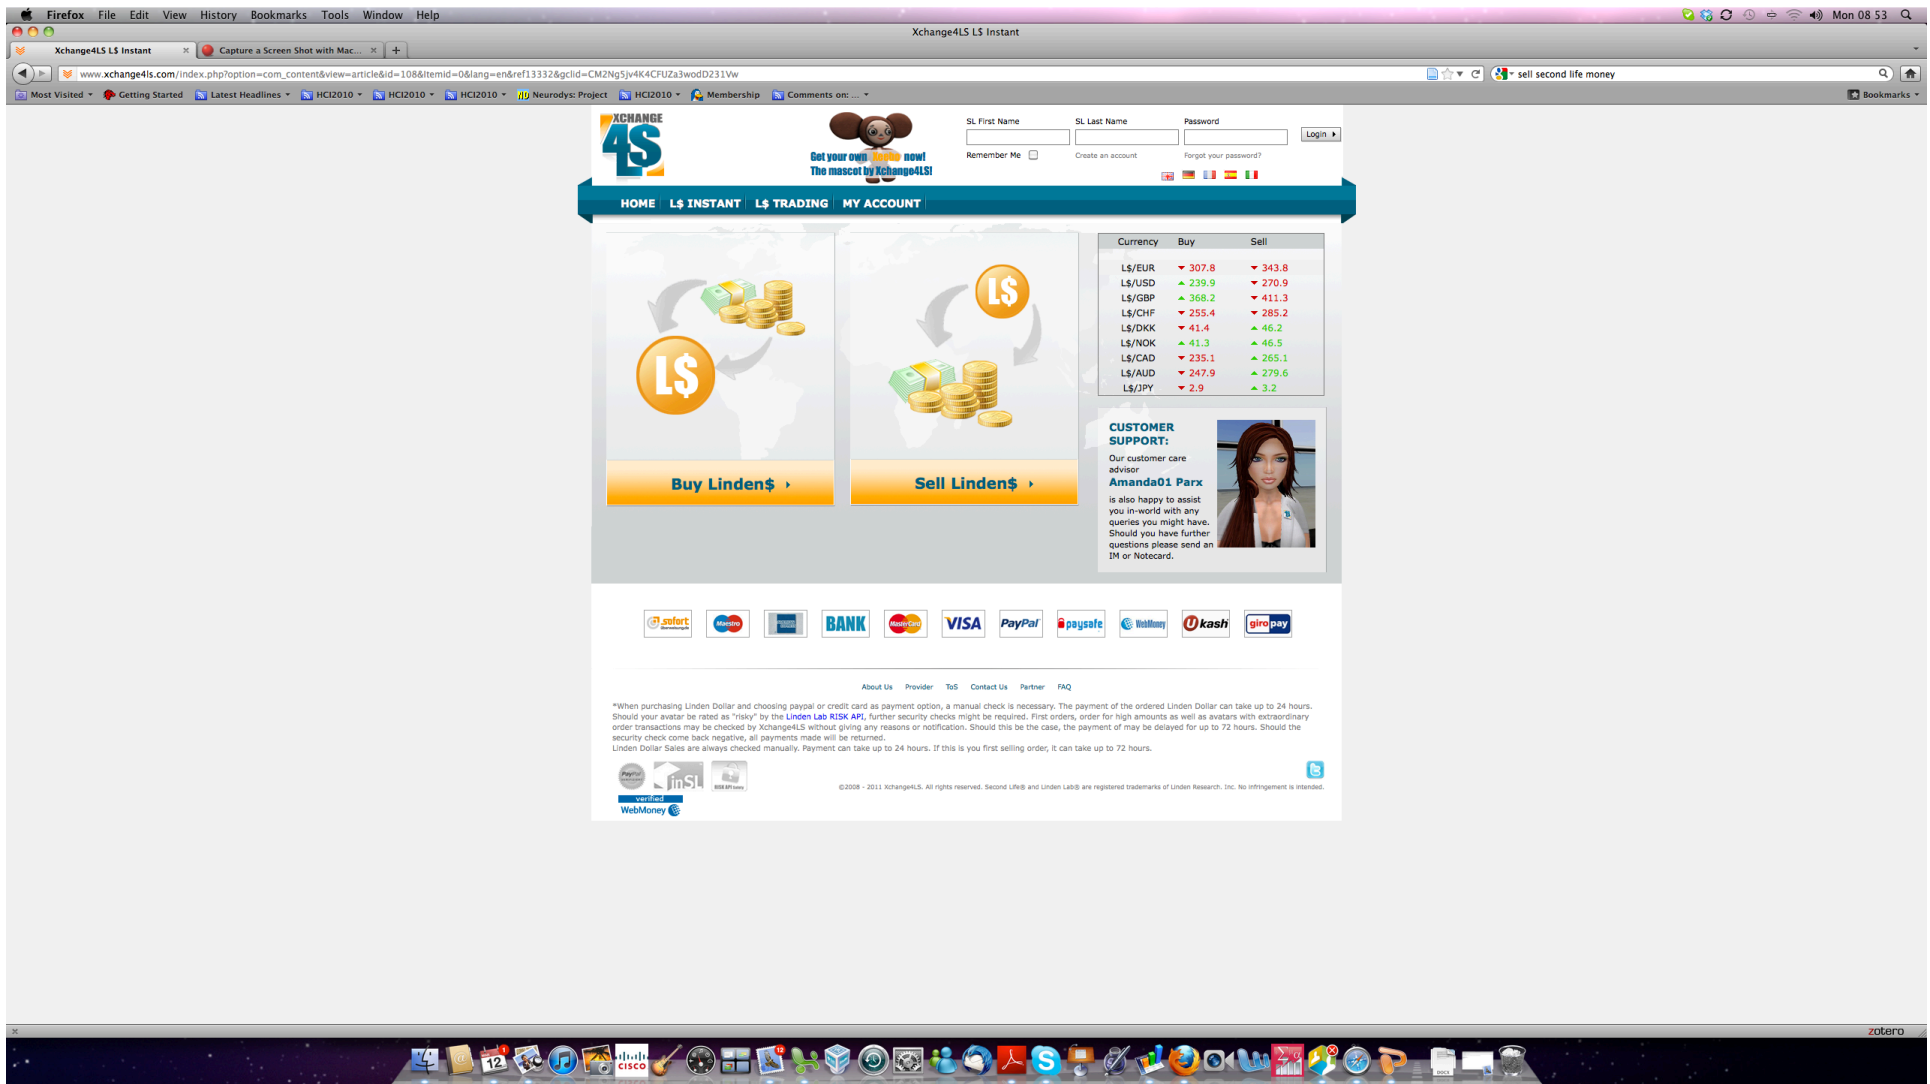 Firefox File Edit View History Bookmarks Tools Window Help
Mon 08 53
Xchange4LS L$ Instant
Xchange4LS L$ Instant
Capture a Screen Shot with Mac...
www.xchange4ls.com/index.php?option=com_content&view=article&id=108&Itemid=0&lang=en&ref13332&gclid=CM2Ng5jv4K4CFUZa3wodD231Vw
sell second life money
Most Visited Getting Started Latest Headlines HCI2010 HCI2010 HCI2010 Neurodys: Project HCI2010 Membership Comments on: ...
Bookmarks
XCHANGE
4LS
Get your own now!
The mascot by Xchange4LS!
SL First Name SL Last Name Password
Login
Remember Me Create an account Forgot your password?
HOME L$ INSTANT L$ TRADING MY ACCOUNT
L$
Buy Linden$
L$
Sell Linden$
Currency Buy Sell
L$/EUR 307.8 343.8
L$/USD 239.9 270.9
L$/GBP 368.2 411.3
L$/CHF 255.4 285.2
L$/DKK 41.4 46.2
L$/NOK 41.3 46.5
L$/CAD 235.1 265.1
L$/AUD 247.9 279.6
L$/JPY 2.9 3.2
CUSTOMER
SUPPORT:
Our customer care
advisor
Amanda01 Parx
is also happy to assist
you in-world with any
queries you might have.
Should you have further
questions please send an
IM or Notecard.
sofort Maestro BANK MasterCard VISA PayPal paysafe WebMoney Ukash giropay
About Us Provider ToS Contact Us Partner FAQ
*When purchasing Linden Dollar and choosing paypal or credit card as payment option, a manual check is necessary. The payment of the ordered Linden Dollar can take up to 24 hours.
Should your avatar be rated as "risky" by the Linden Lab RISK API, further security checks might be required. First orders, order for high amounts as well as avatars with extraordinary
order transactions may be checked by Xchange4LS without giving any reasons or notification. Should this be the case, the payment of may be delayed for up to 72 hours. Should the
security check come back negative, all payments made will be returned.
Linden Dollar Sales are always checked manually. Payment can take up to 24 hours. If this is you first selling order, it can take up to 72 hours.
PayPal
inSL
RISK API
verified
WebMoney
©2008 - 2011 Xchange4LS. All rights reserved. Second Life® and Linden Lab® are registered trademarks of Linden Research. Inc. No infringement is intended.
zotero
12
CISCO
DOCS